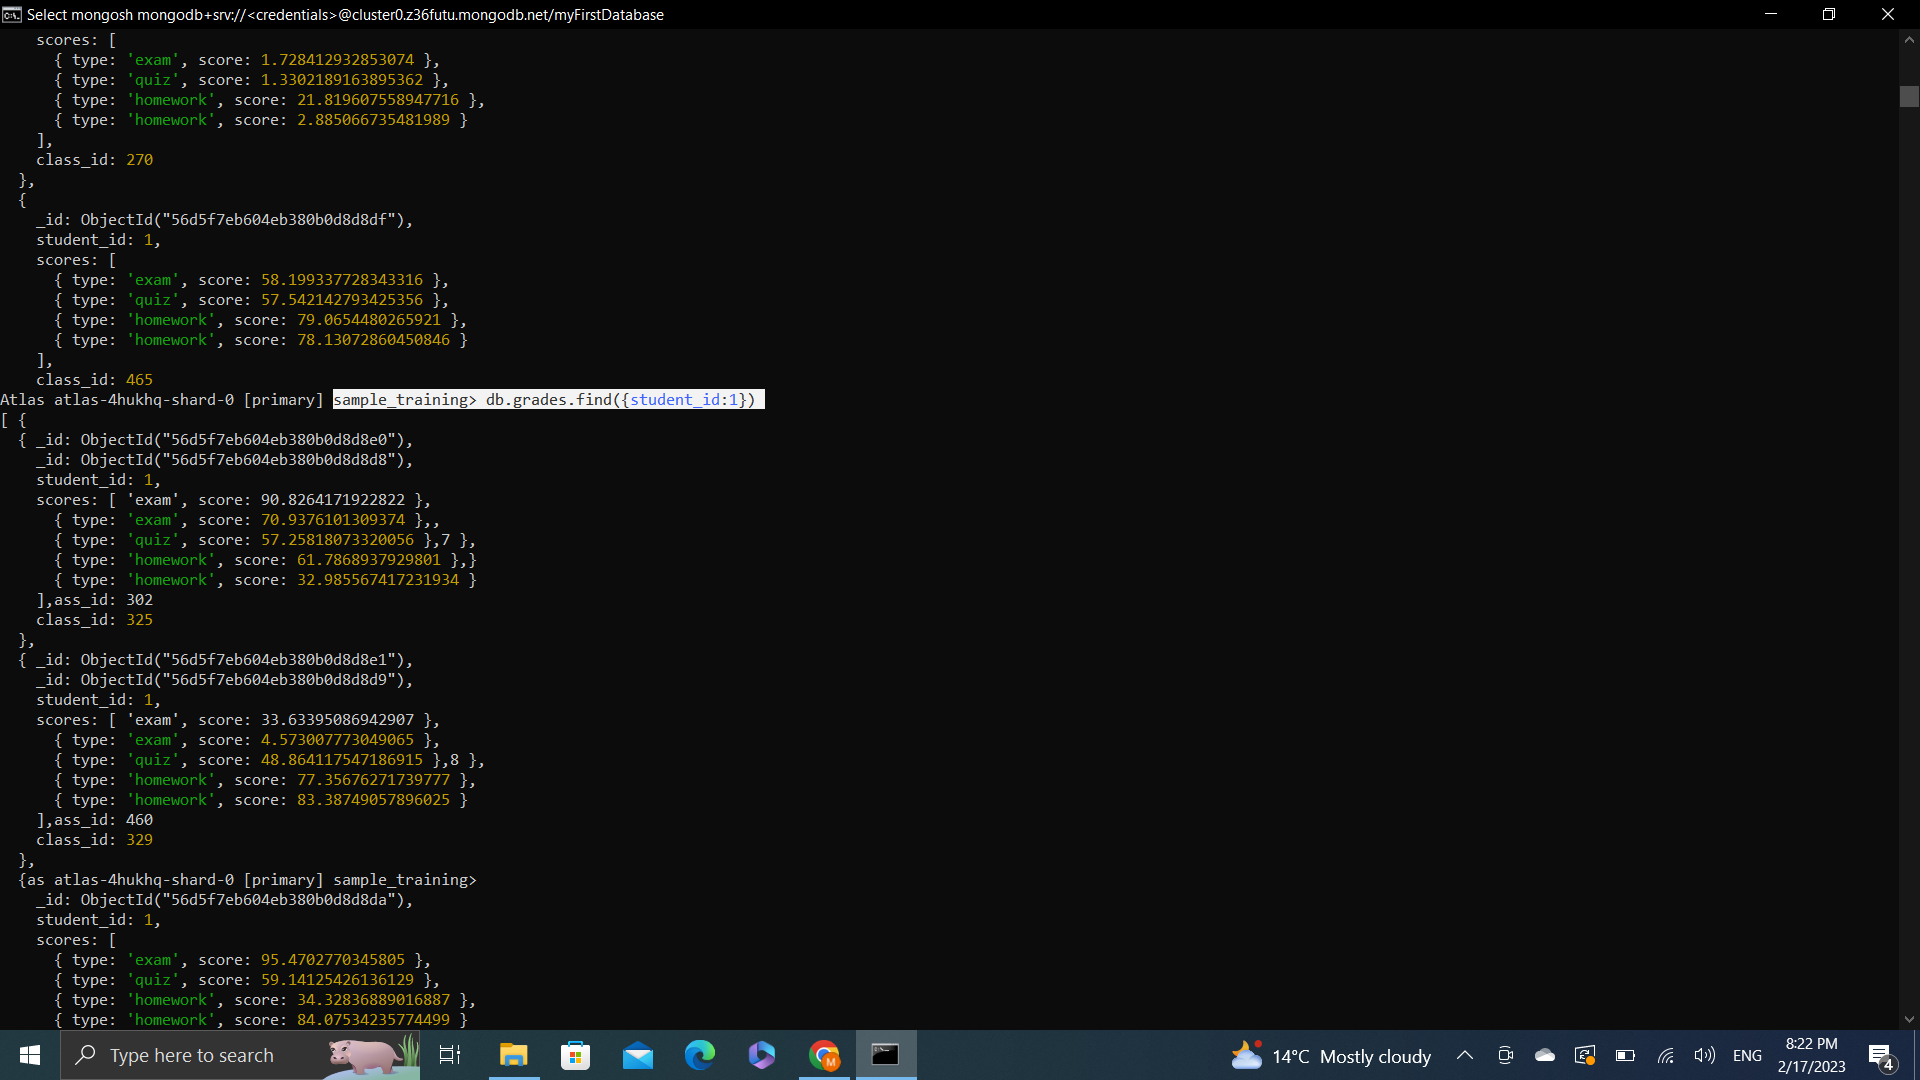 Select mongosh mongodb+srv://<credentials>@cluster0.z36futu.mongodb.net/myFirstDatabase
scores: [
{ type: 'exam', score: 1.728412932853074 },
{ type: 'quiz', score: 1.3302189163895362 },
{ type: 'homework', score: 21.819607558947716 },
{ type: 'homework', score: 2.885066735481989 }
],
class_id: 270
},
{
_id: ObjectId("56d5f7eb604eb380b0d8d8df"),
student_id: 1,
scores: [
{ type: 'exam', score: 58.199337728343316 },
{ type: 'quiz', score: 57.542142793425356 },
{ type: 'homework', score: 79.0654480265921 },
{ type: 'homework', score: 78.13072860450846 }
],
class_id: 465
Atlas atlas-4hukhq-shard-0 [primary] sample_training> db.grades.find({student_id:1})
[ {
{ _id: ObjectId("56d5f7eb604eb380b0d8d8e0"),
_id: ObjectId("56d5f7eb604eb380b0d8d8d8"),
student_id: 1,
scores: [ 'exam', score: 90.8264171922822 },
{ type: 'exam', score: 70.9376101309374 },,
{ type: 'quiz', score: 57.25818073320056 },7 },
{ type: 'homework', score: 61.7868937929801 },}
{ type: 'homework', score: 32.985567417231934 }
],ass_id: 302
class_id: 325
},
{ _id: ObjectId("56d5f7eb604eb380b0d8d8e1"),
_id: ObjectId("56d5f7eb604eb380b0d8d8d9"),
student_id: 1,
scores: [ 'exam', score: 33.63395086942907 },
{ type: 'exam', score: 4.573007773049065 },
{ type: 'quiz', score: 48.864117547186915 },8 },
{ type: 'homework', score: 77.35676271739777 },
{ type: 'homework', score: 83.38749057896025 }
],ass_id: 460
class_id: 329
},
{as atlas-4hukhq-shard-0 [primary] sample_training>
_id: ObjectId("56d5f7eb604eb380b0d8d8da"),
student_id: 1,
scores: [
{ type: 'exam', score: 95.4702770345805 },
{ type: 'quiz', score: 59.14125426136129 },
{ type: 'homework', score: 34.32836889016887 },
{ type: 'homework', score: 84.07534235774499 }
Type here to search
14°C Mostly cloudy
ENG
8:22 PM
2/17/2023
4